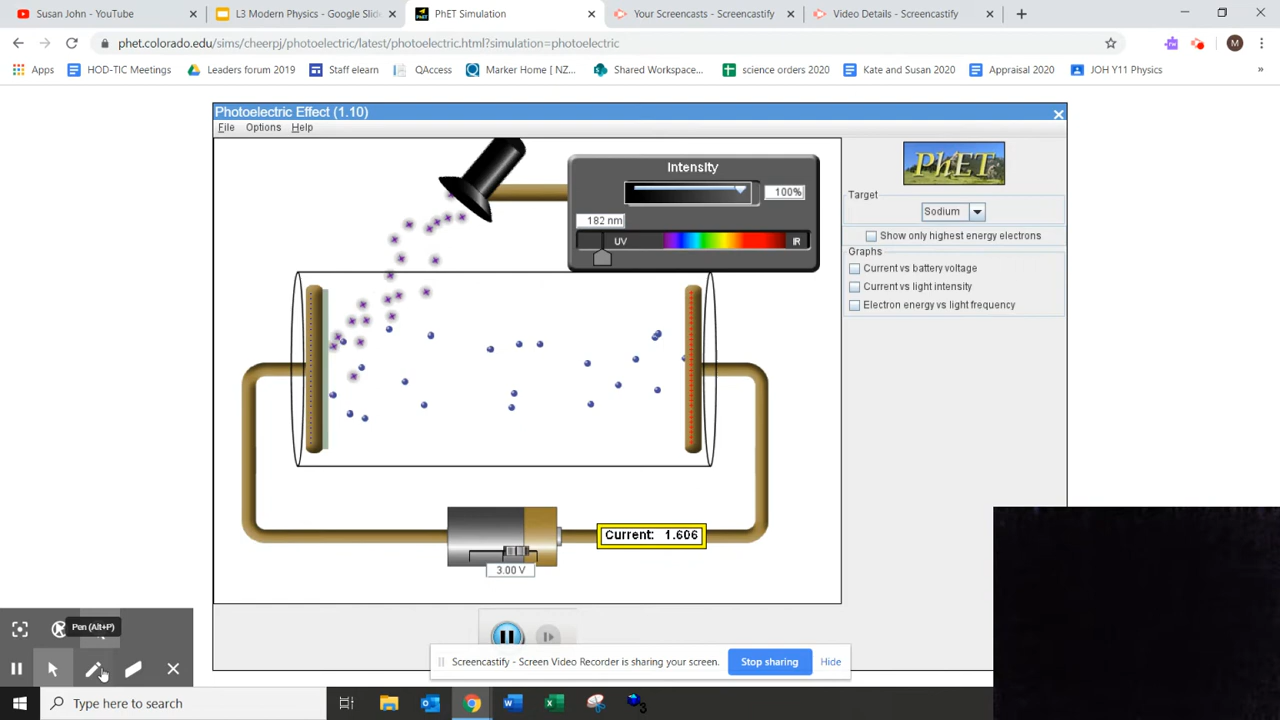 Susan John - YouTube
L3 Modern Physics - Google Slide
PhET Simulation
Your Screencasts - Screencastify
Video Details - Screencastify
phet.colorado.edu/sims/cheerpj/photoelectric/latest/photoelectric.html?simulation=photoelectric
M
Apps
HOD-TIC Meetings
Leaders forum 2019
Staff elearn
QAccess
Marker Home [ NZ...
Shared Workspace...
science orders 2020
Kate and Susan 2020
Appraisal 2020
JOH Y11 Physics
»
Photoelectric Effect (1.10)
File Options Help
Intensity
100%
182 nm
UV
IR
PhET
Target
Sodium
Show only highest energy electrons
Graphs
Current vs battery voltage
Current vs light intensity
Electron energy vs light frequency
Current: 1.606
3.00 V
Pen (Alt+P)
Screencastify - Screen Video Recorder is sharing your screen.
Stop sharing
Hide
Type here to search
3